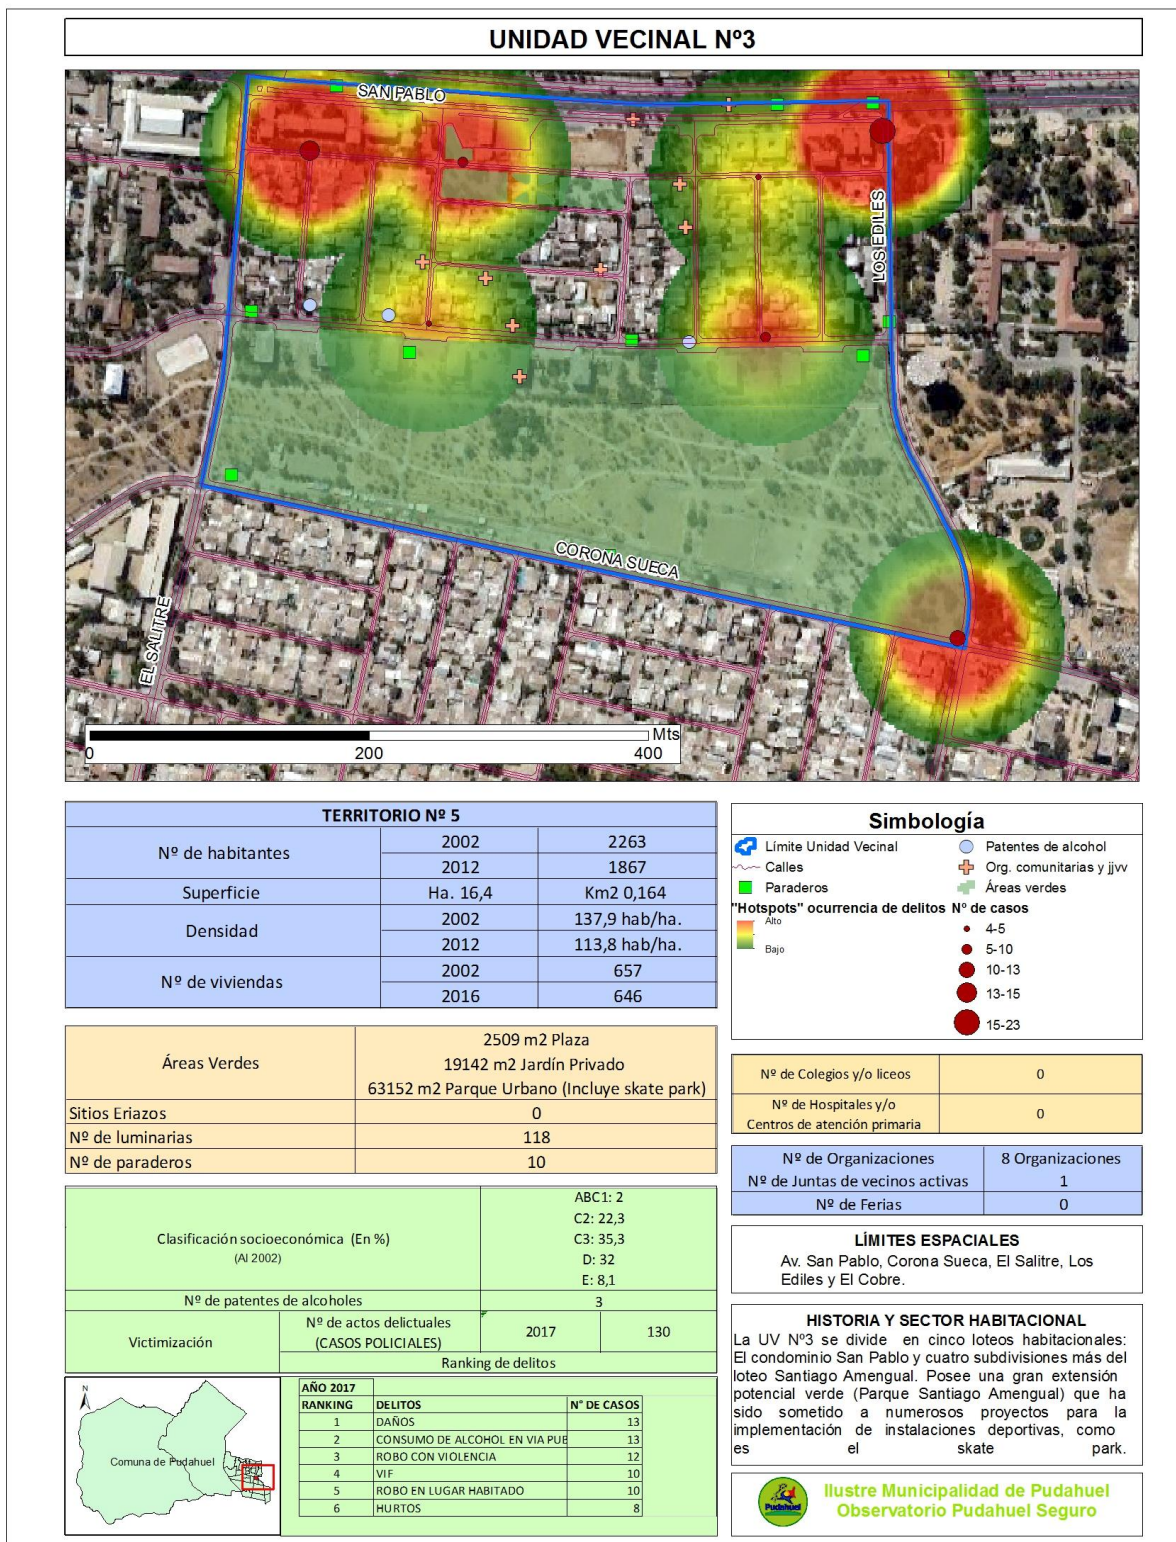 UNIDAD VECINAL Nº3
SAN PABLO
LOS EDILES
CORONA SUECA
EL SALITRE
Mts
0 200 400
TERRITORIO Nº 5
Nº de habitantes 2002 2263
2012 1867
Superficie Ha. 16,4 Km2 0,164
Densidad 2002 137,9 hab/ha.
2012 113,8 hab/ha.
Nº de viviendas 2002 657
2016 646
Áreas Verdes
2509 m2 Plaza
19142 m2 Jardín Privado
63152 m2 Parque Urbano (Incluye skate park)
Sitios Eriazos 0
Nº de luminarias 118
Nº de paraderos 10
Clasificación socioeconómica (En %)
(Al 2002)
ABC1: 2
C2: 22,3
C3: 35,3
D: 32
E: 8,1
Nº de patentes de alcoholes 3
Victimización
Nº de actos delictuales
(CASOS POLICIALES)
2017 130
Ranking de delitos
N
Comuna de Pudahuel
AÑO 2017
RANKING DELITOS N° DE CASOS
1 DAÑOS 13
2 CONSUMO DE ALCOHOL EN VIA PUB 13
3 ROBO CON VIOLENCIA 12
4 VIF 10
5 ROBO EN LUGAR HABITADO 10
6 HURTOS 8
Simbología
Límite Unidad Vecinal
Patentes de alcohol
Calles
Org. comunitarias y jjvv
Paraderos
Áreas verdes
"Hotspots" ocurrencia de delitos
Alto
Bajo
N° de casos
4-5
5-10
10-13
13-15
15-23
Nº de Colegios y/o liceos 0
Nº de Hospitales y/o
Centros de atención primaria
0
Nº de Organizaciones 8 Organizaciones
Nº de Juntas de vecinos activas 1
Nº de Ferias 0
LÍMITES ESPACIALES
Av. San Pablo, Corona Sueca, El Salitre, Los
Ediles y El Cobre.
HISTORIA Y SECTOR HABITACIONAL
La UV Nº3 se divide en cinco loteos habitacionales:
El condominio San Pablo y cuatro subdivisiones más del
loteo Santiago Amengual. Posee una gran extensión
potencial verde (Parque Santiago Amengual) que ha
sido sometido a numerosos proyectos para la
implementación de instalaciones deportivas, como
es el skate park.
Pudahuel
Ilustre Municipalidad de Pudahuel
Observatorio Pudahuel Seguro